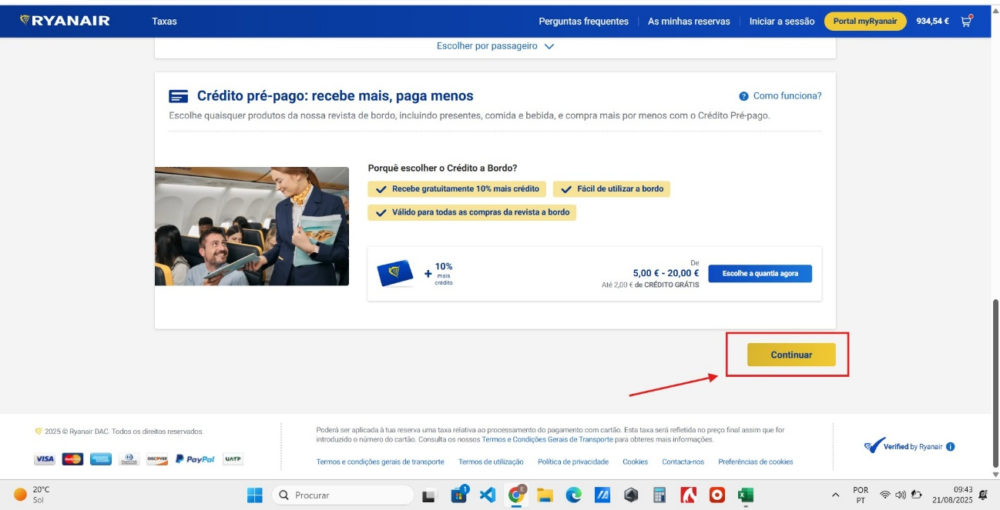 RYANAIR
Taxas
Perguntas frequentes
As minhas reservas
Iniciar a sessão
Portal myRyanair
934,54 €
Escolher por passageiro
Crédito pré-pago: recebe mais, paga menos
? Como funciona?
Escolhe quaisquer produtos da nossa revista de bordo, incluindo presentes, comida e bebida, e compra mais por menos com o Crédito Pré-pago.
Porquê escolher o Crédito a Bordo?
Recebe gratuitamente 10% mais crédito
Fácil de utilizar a bordo
Válido para todas as compras da revista a bordo
+ 10%
mais
crédito
De
5,00 € - 20,00 €
Até 2,00 € de CRÉDITO GRÁTIS
Escolhe a quantia agora
Continuar
2025 © Ryanair DAC. Todos os direitos reservados.
VISA
MasterCard
DISCOVER
PayPal
UATP
Poderá ser aplicada à tua reserva uma taxa relativa ao processamento do pagamento com cartão. Esta taxa será refletida no preço final assim que for
introduzido o número do cartão. Consulta os nossos Termos e Condições Gerais de Transporte para obteres mais informações.
Termos e condições gerais de transporte
Termos de utilização
Política de privacidade
Cookies
Contacta-nos
Preferências de cookies
Verified by Ryanair i
20°C
Sol
Procurar
1
E
POR
PT
09:43
21/08/2025